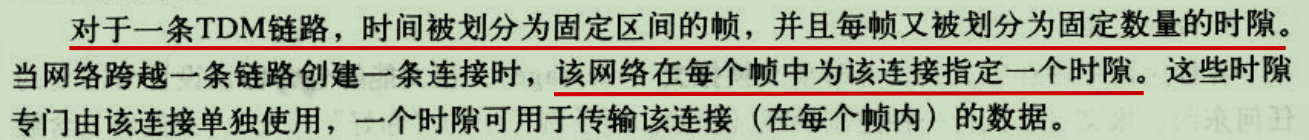 对于一条TDM链路，时间被划分为固定区间的帧，并且每帧又被划分为固定数量的时隙。
当网络跨越一条链路创建一条连接时，该网络在每个帧中为该连接指定一个时隙。这些时隙
专门由该连接单独使用，一个时隙可用于传输该连接（在每个帧内）的数据。